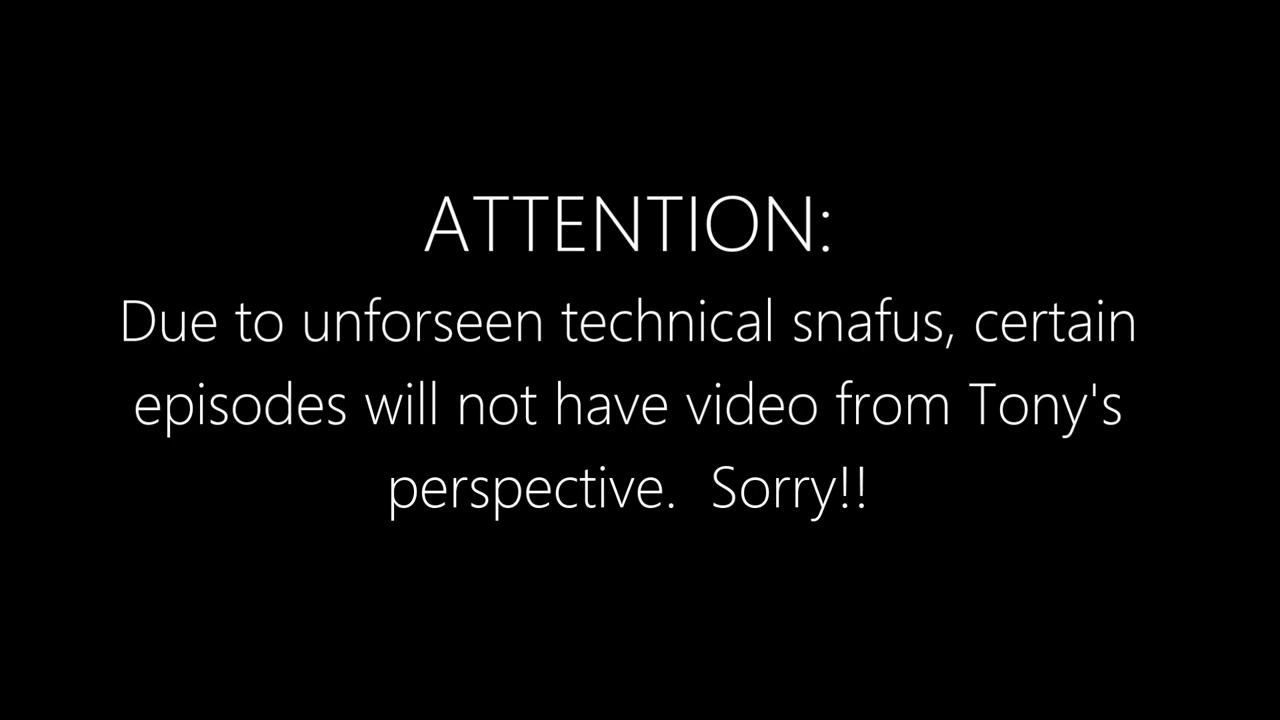 ATTENTION:
Due to unforseen technical snafus, certain
episodes will not have video from Tony's
perspective.  Sorry!!